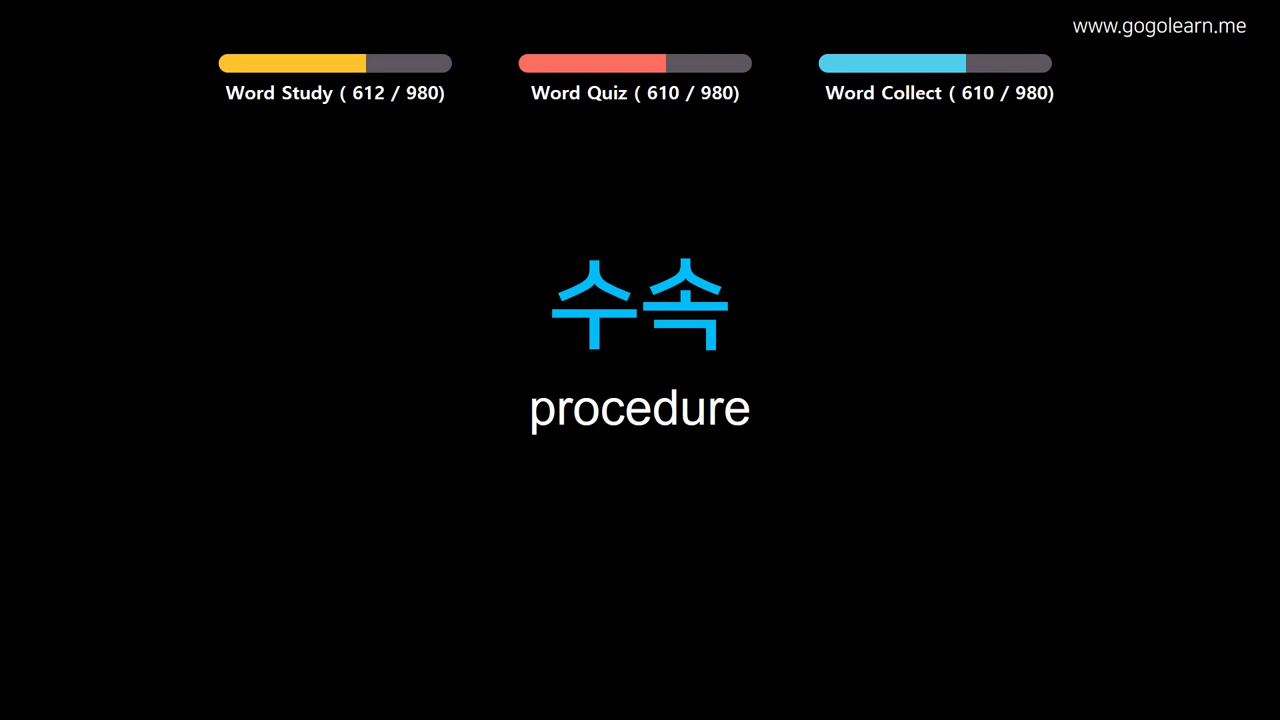 www.gogolearn.me
Word Study ( 612 / 980)
Word Quiz ( 610 / 980)
Word Collect ( 610 / 980)
수속
procedure